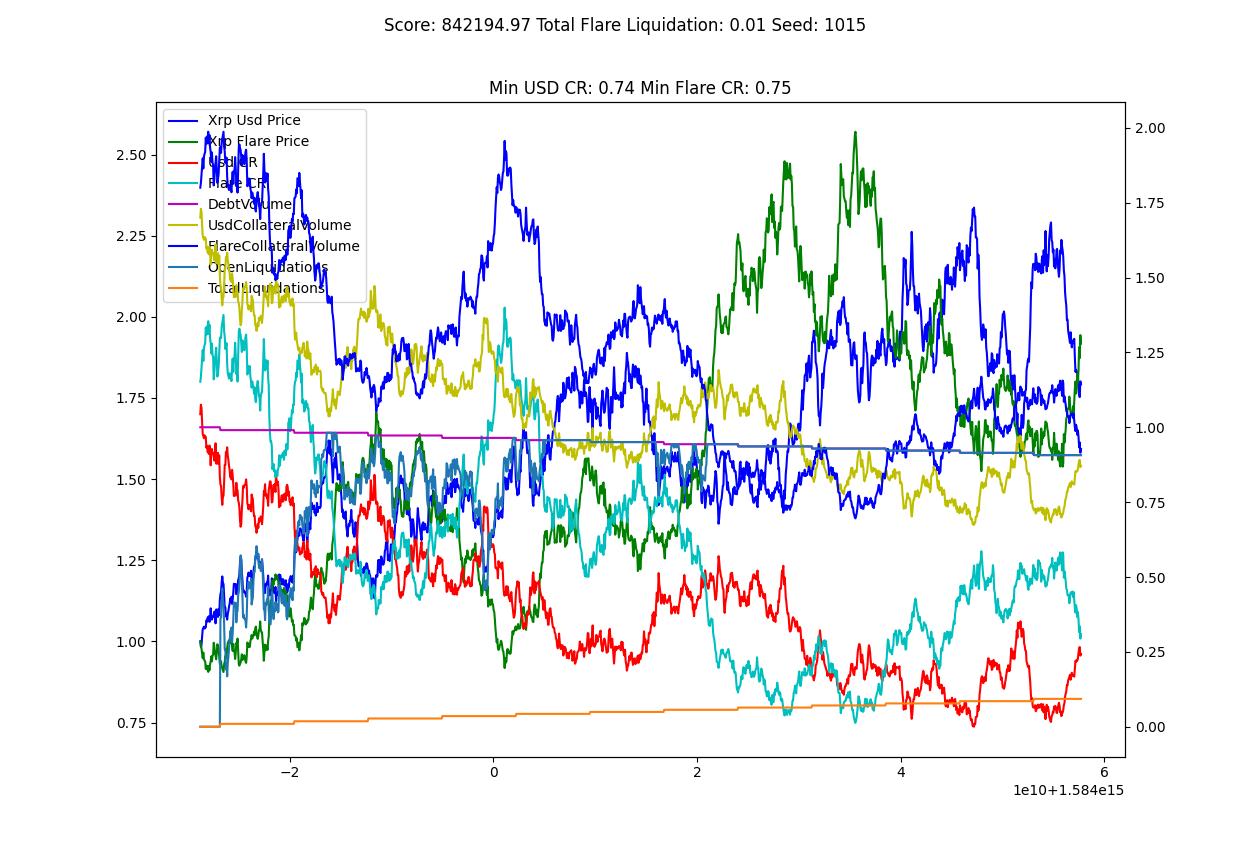 Score: 842194.97 Total Flare Liquidation: 0.01 Seed: 1015
Min USD CR: 0.74 Min Flare CR: 0.75
Xrp Usd Price
Xrp Flare Price
Usd CR
Flare CR
DebtVolume
UsdCollateralVolume
FlareCollateralVolume
OpenLiquidations
TotalLiquidations
2.50
2.25
2.00
1.75
1.50
1.25
1.00
0.75
2.00
1.75
1.50
1.25
1.00
0.75
0.50
0.25
0.00
−2
0
2
4
6
1e10+1.584e15